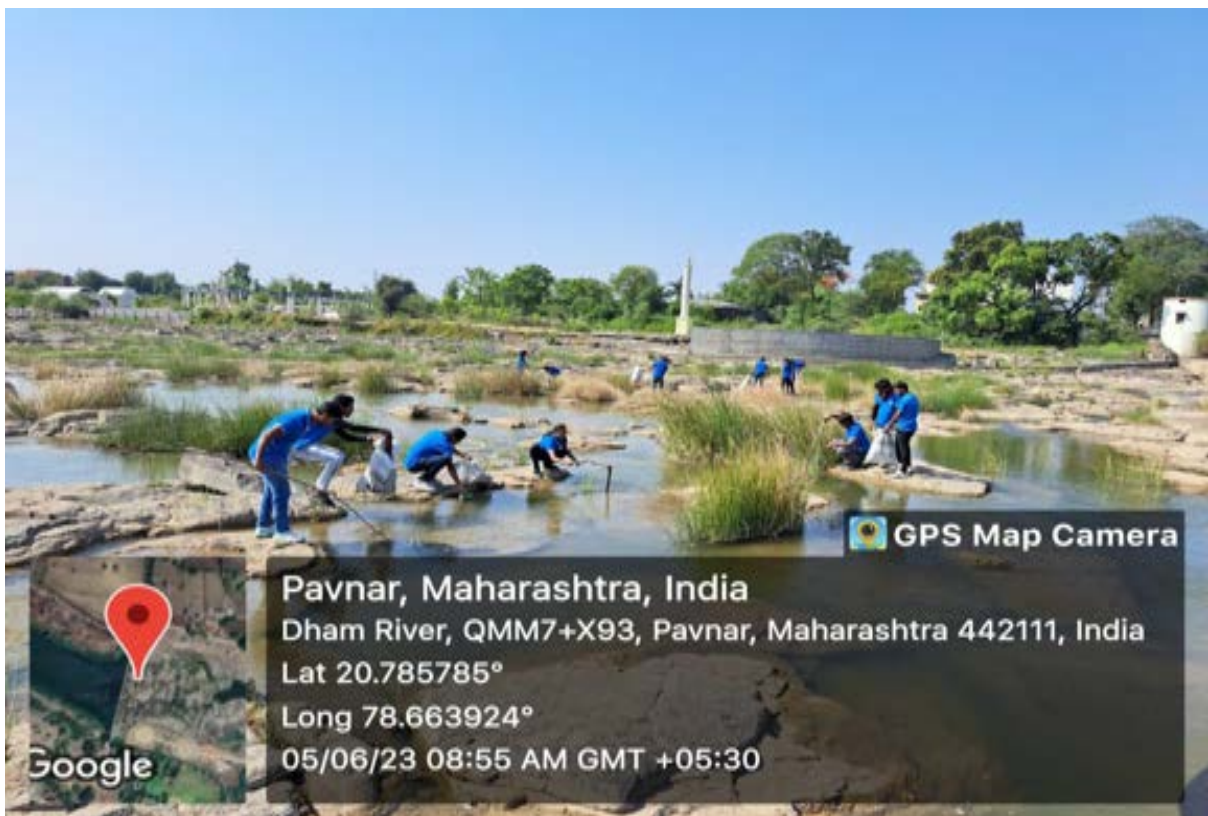 GPS Map Camera
Pavnar, Maharashtra, India
Dham River, QMM7+X93, Pavnar, Maharashtra 442111, India
Lat 20.785785°
Long 78.663924°
05/06/23 08:55 AM GMT +05:30
Google